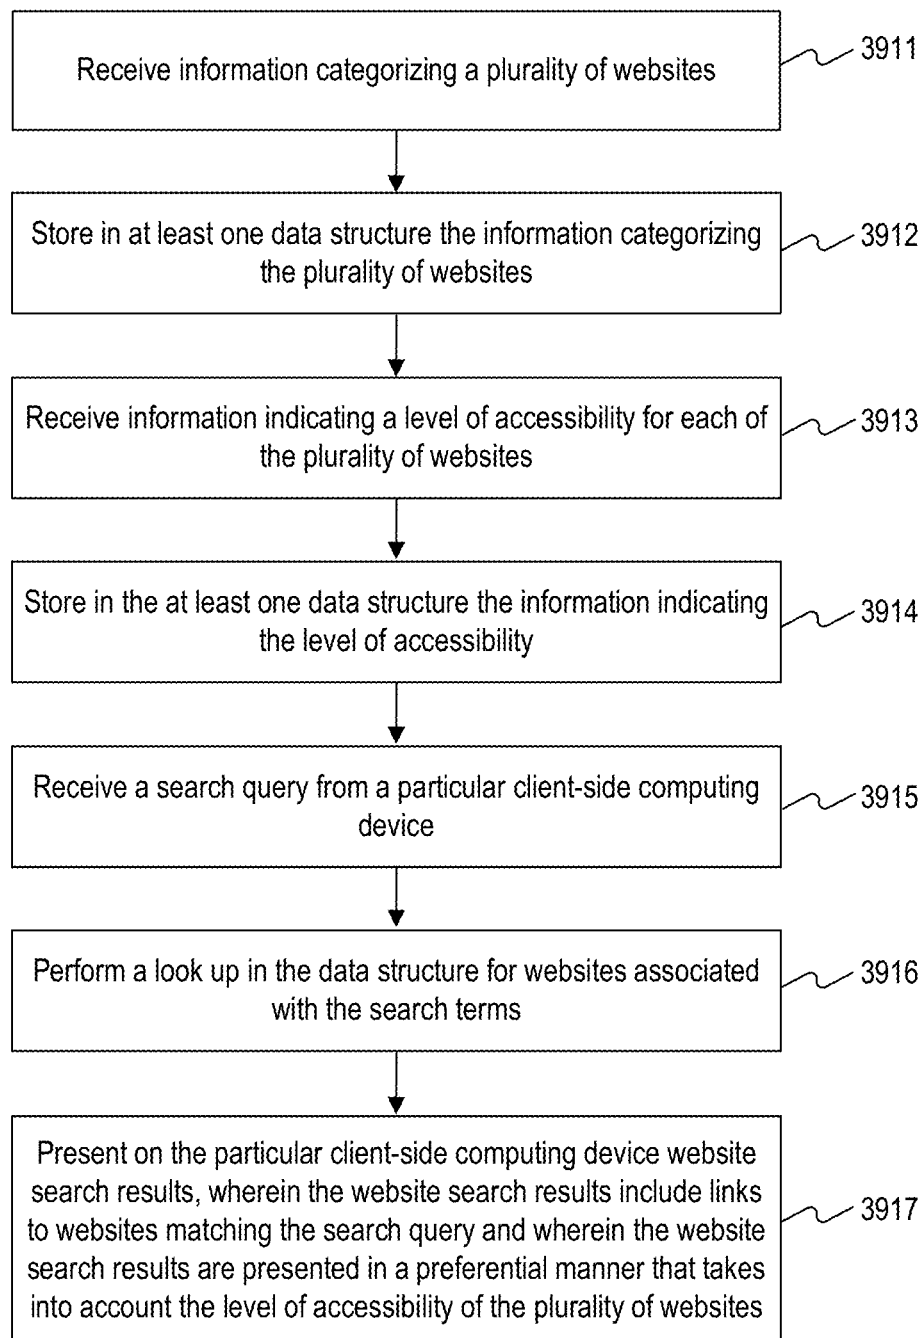 Receive information categorizing a plurality of websites
3911
Store in at least one data structure the information categorizing
the plurality of websites
3912
Receive information indicating a level of accessibility for each of
the plurality of websites
3913
Store in the at least one data structure the information indicating
the level of accessibility
3914
Receive a search query from a particular client-side computing
device
3915
Perform a look up in the data structure for websites associated
with the search terms
3916
Present on the particular client-side computing device website
search results, wherein the website search results include links
to websites matching the search query and wherein the website
search results are presented in a preferential manner that takes
into account the level of accessibility of the plurality of websites
3917